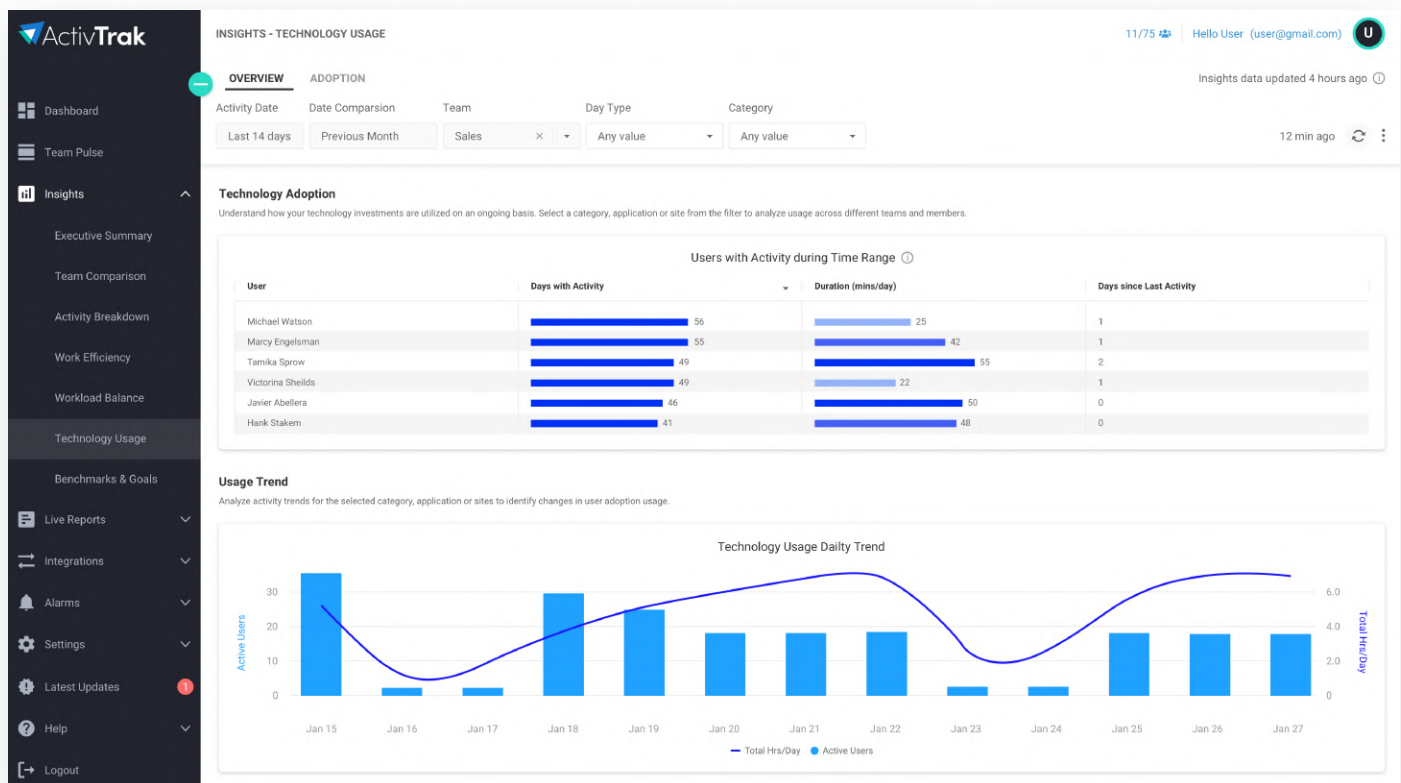 ActivTrak
Dashboard
Team Pulse
Insights
Executive Summary
Team Comparison
Activity Breakdown
Work Efficiency
Workload Balance
Technology Usage
Benchmarks & Goals
Live Reports
Integrations
Alarms
Settings
Latest Updates 1
Help
Logout
INSIGHTS - TECHNOLOGY USAGE
11/75 Hello User (user@gmail.com) U
OVERVIEW ADOPTION
Insights data updated 4 hours ago
Activity Date Date Comparsion Team Day Type Category
Last 14 days Previous Month Sales Any value Any value
12 min ago
Technology Adoption
Understand how your technology investments are utilized on an ongoing basis. Select a category, application or site from the filter to analyze usage across different teams and members.
Users with Activity during Time Range
User Days with Activity Duration (mins/day) Days since Last Activity
Michael Watson 56 25 1
Marcy Engelsman 55 42 1
Tamika Sprow 49 55 2
Victorina Sheilds 49 22 1
Javier Abellera 46 50 0
Hank Stakem 41 48 0
Usage Trend
Analyze activity trends for the selected category, application or sites to identify changes in user adoption usage.
Technology Usage Dailty Trend
Active Users
30
20
10
0
6.0
4.0
2.0
0
Total Hrs/Day
Jan 15 Jan 16 Jan 17 Jan 18 Jan 19 Jan 20 Jan 21 Jan 22 Jan 23 Jan 24 Jan 25 Jan 26 Jan 27
Total Hrs/Day Active Users